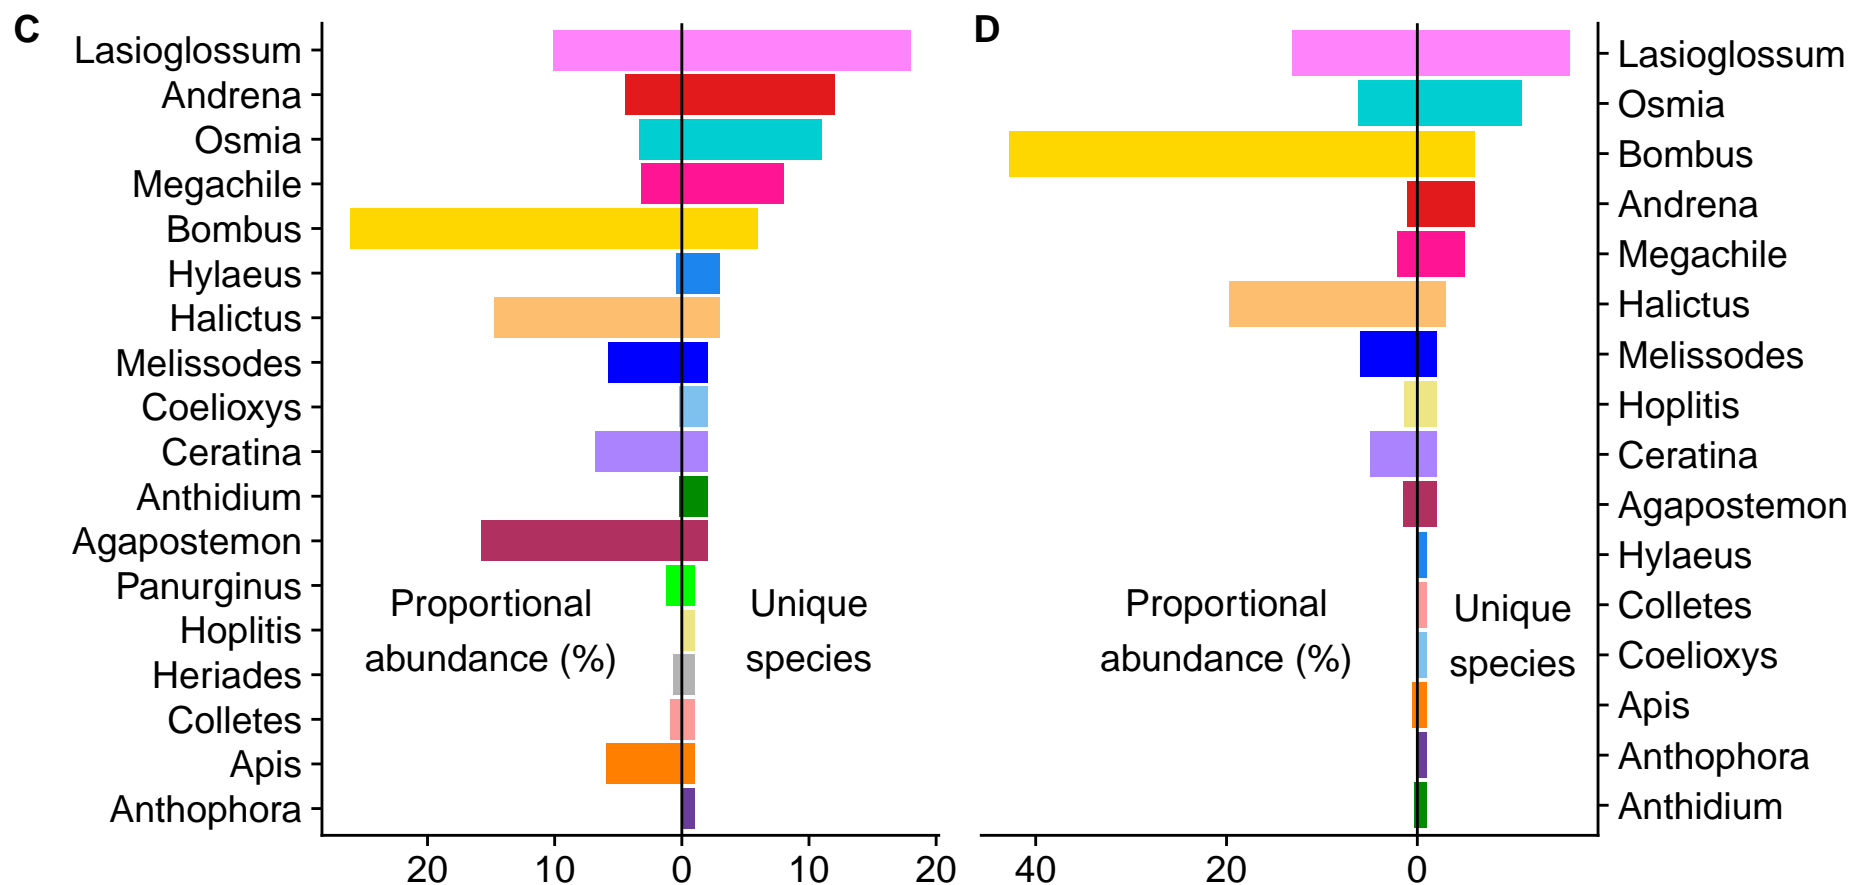 C
Lasioglossum
Andrena
Osmia
Megachile
Bombus
Hylaeus
Halictus
Melissodes
Coelioxys
Ceratina
Anthidium
Agapostemon
Panurginus
Hoplitis
Heriades
Colletes
Apis
Anthophora
Proportional
abundance (%)
Unique
species
20 10 0 10 20
D
Lasioglossum
Osmia
Bombus
Andrena
Megachile
Halictus
Melissodes
Hoplitis
Ceratina
Agapostemon
Hylaeus
Colletes
Coelioxys
Apis
Anthophora
Anthidium
Proportional
abundance (%)
Unique
species
40 20 0